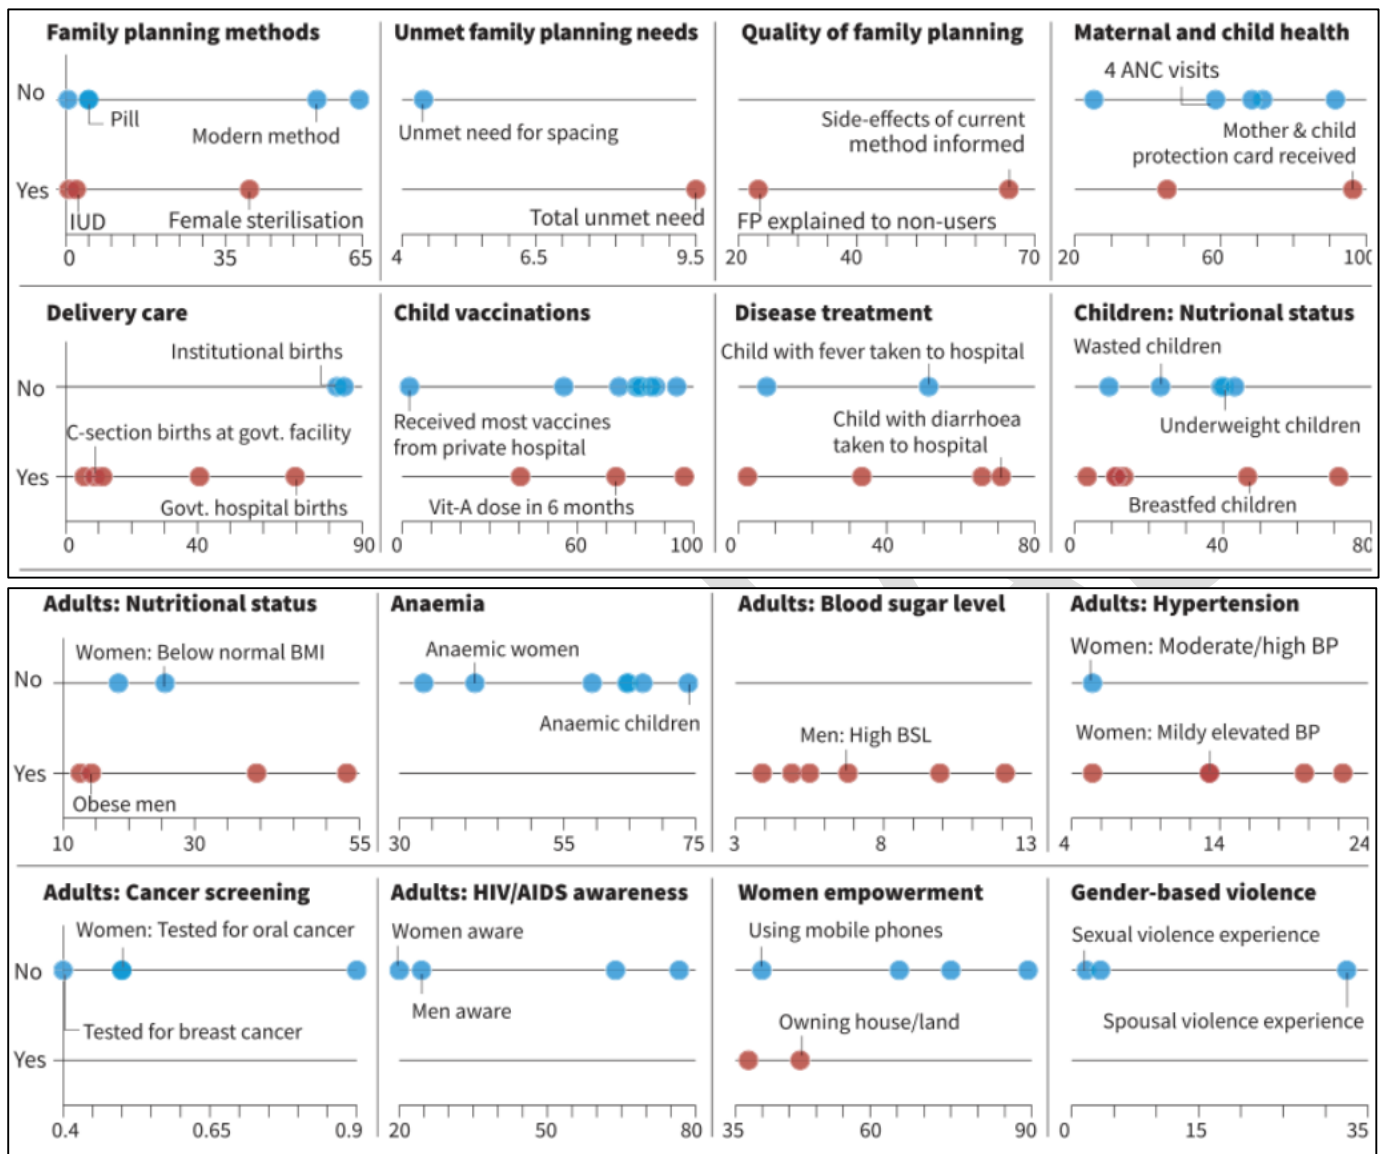 Family planning methods
No
Pill
Modern method
Yes
IUD
Female sterilisation
0 35 65
Unmet family planning needs
Unmet need for spacing
Total unmet need
4 6.5 9.5
Quality of family planning
Side-effects of current
method informed
FP explained to non-users
20 40 70
Maternal and child health
4 ANC visits
Mother & child
protection card received
20 60 100
Delivery care
Institutional births
No
C-section births at govt. facility
Yes
Govt. hospital births
0 40 90
Child vaccinations
Received most vaccines
from private hospital
Vit-A dose in 6 months
0 60 100
Disease treatment
Child with fever taken to hospital
Child with diarrhoea
taken to hospital
0 40 80
Children: Nutrional status
Wasted children
Underweight children
Breastfed children
0 40 80
Adults: Nutritional status
Women: Below normal BMI
No
Yes
Obese men
10 30 55
Anaemia
Anaemic women
Anaemic children
30 55 75
Adults: Blood sugar level
Men: High BSL
3 8 13
Adults: Hypertension
Women: Moderate/high BP
Women: Mildy elevated BP
4 14 24
Adults: Cancer screening
Women: Tested for oral cancer
No
Tested for breast cancer
Yes
0.4 0.65 0.9
Adults: HIV/AIDS awareness
Women aware
Men aware
20 50 80
Women empowerment
Using mobile phones
Owning house/land
35 60 90
Gender-based violence
Sexual violence experience
Spousal violence experience
0 15 35